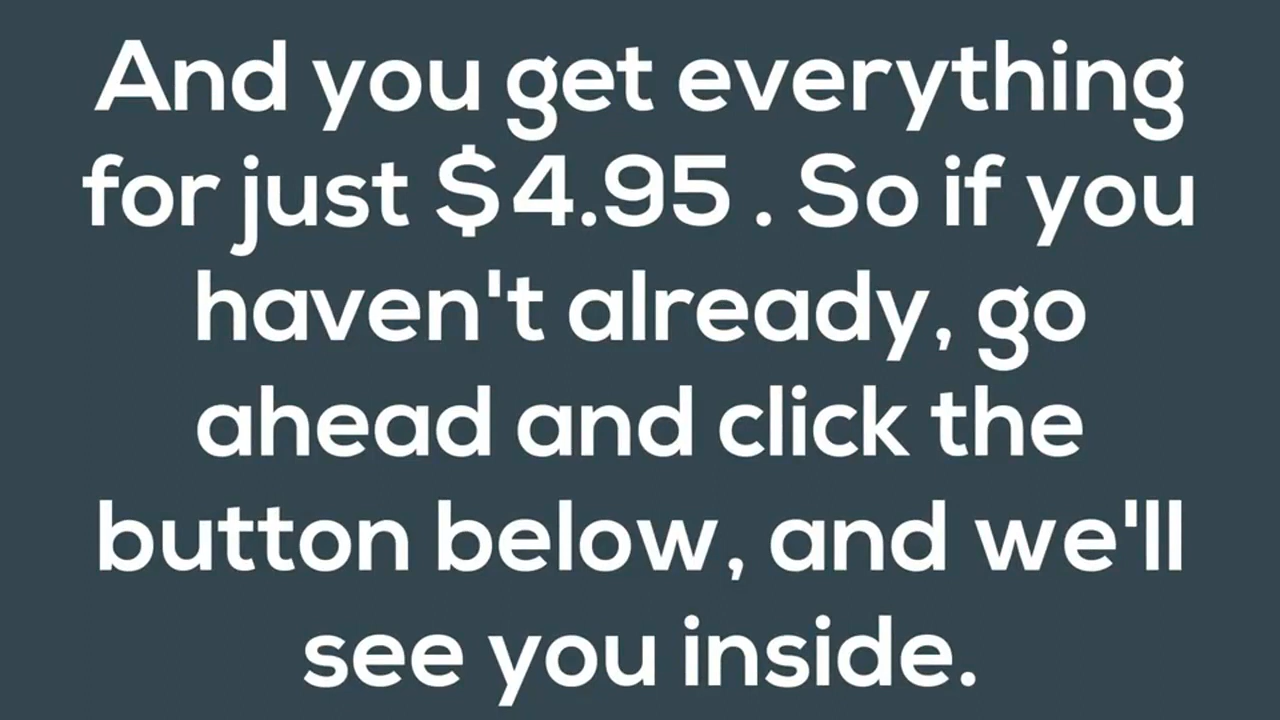 And you get everything
for just $4.95 . So if you
haven't already, go
ahead and click the
button below, and we'll
see you inside.